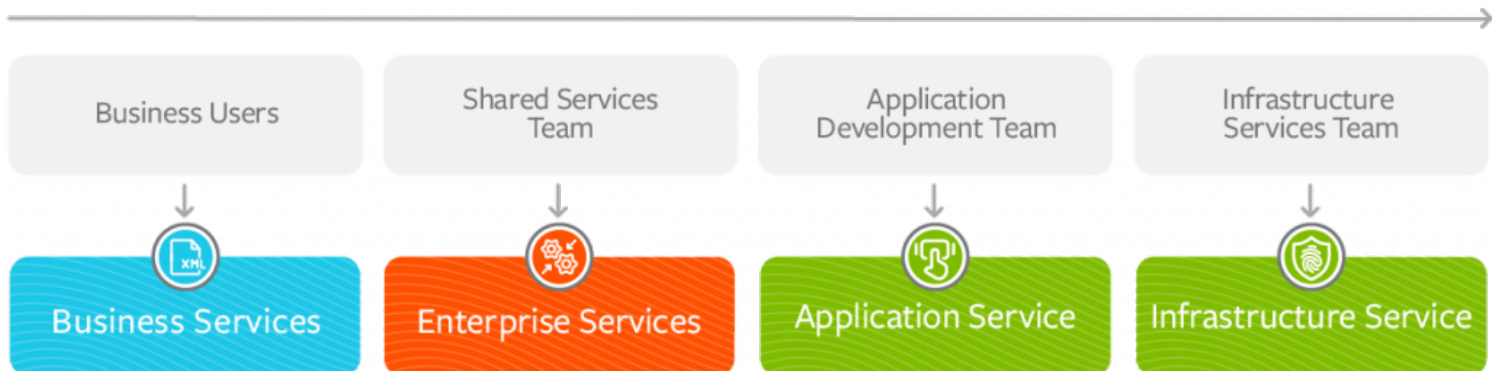 Business Users
Shared Services
Team
Application
Development Team
Infrastructure
Services Team
XML
Business Services
Enterprise Services
Application Service
Infrastructure Service